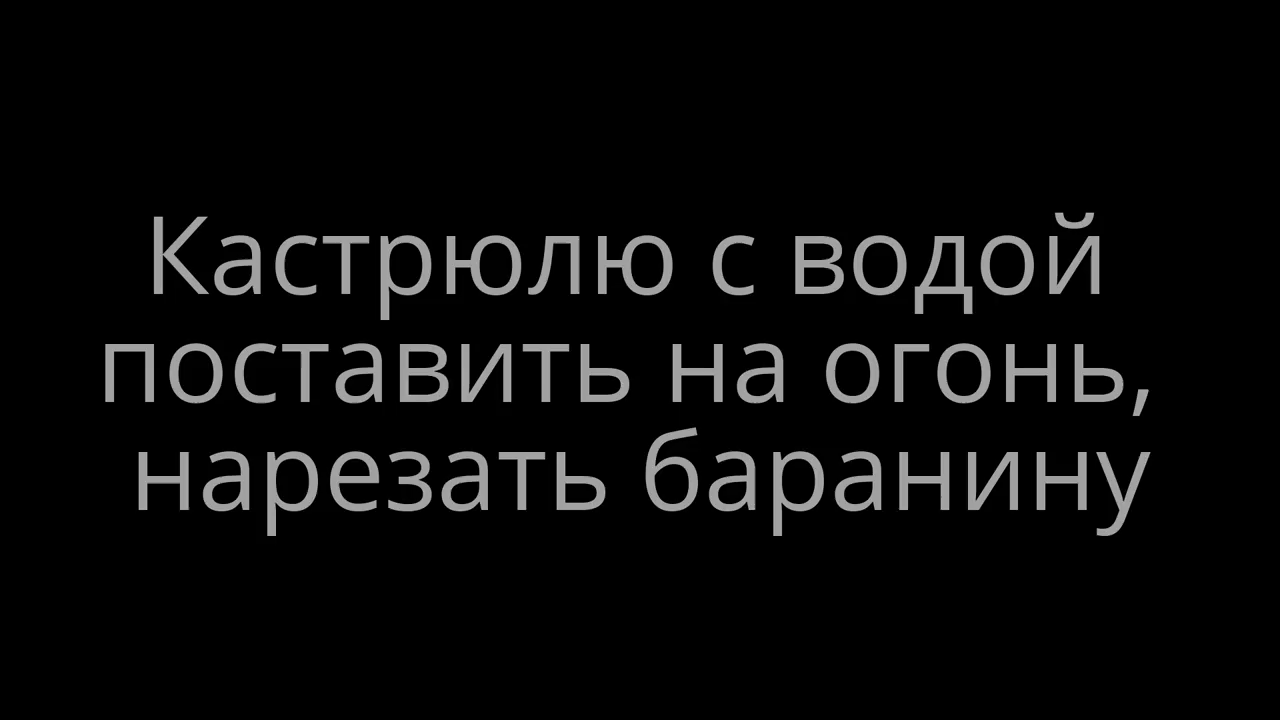 Кастрюлю с водой
поставить на огонь,
нарезать баранину